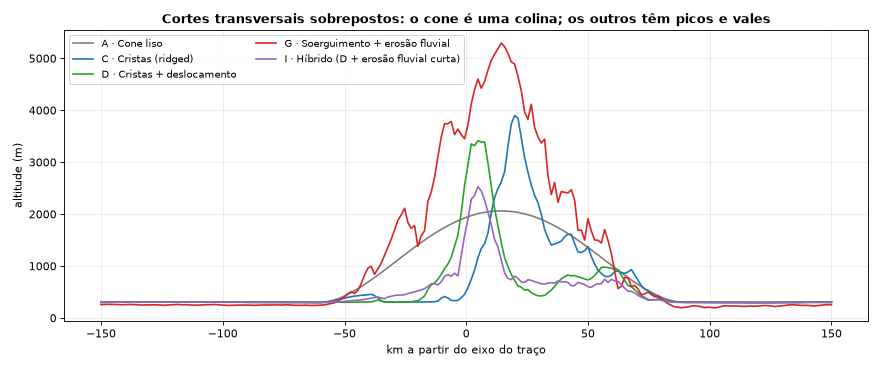 Cortes transversais sobrepostos: o cone é uma colina; os outros têm picos e vales
A · Cone liso
C · Cristas (ridged)
D · Cristas + deslocamento
G · Soerguimento + erosão fluvial
I · Híbrido (D + erosão fluvial curta)
altitude (m)
5000
4000
3000
2000
1000
0
−150
−100
−50
0
50
100
150
km a partir do eixo do traço